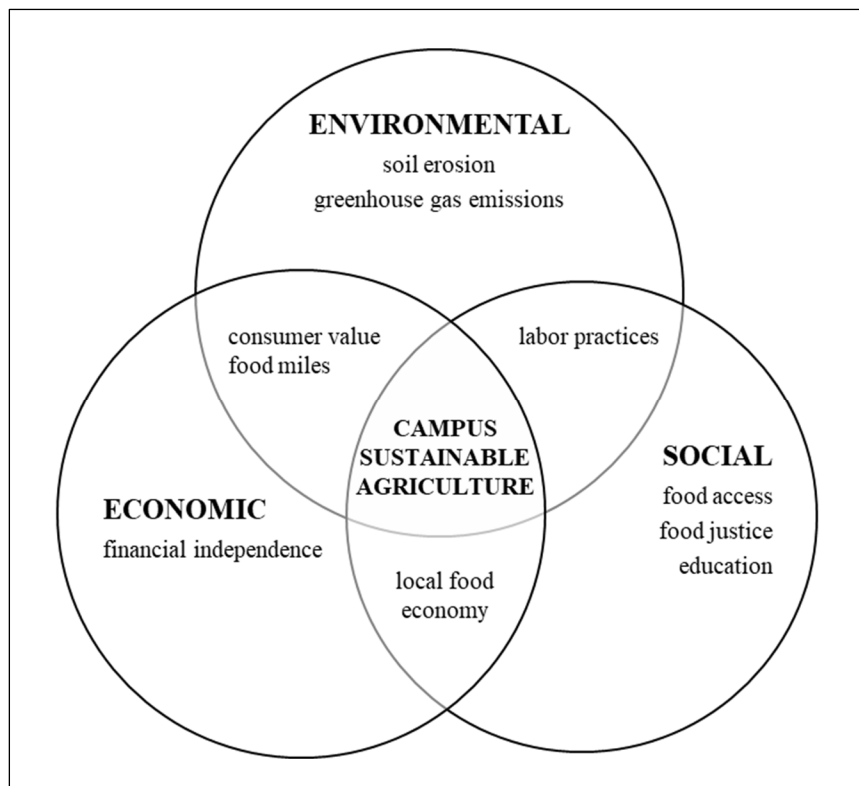 ENVIRONMENTAL
soil erosion
greenhouse gas emissions
consumer value
food miles
labor practices
CAMPUS
SUSTAINABLE
AGRICULTURE
ECONOMIC
financial independence
SOCIAL
food access
food justice
education
local food
economy